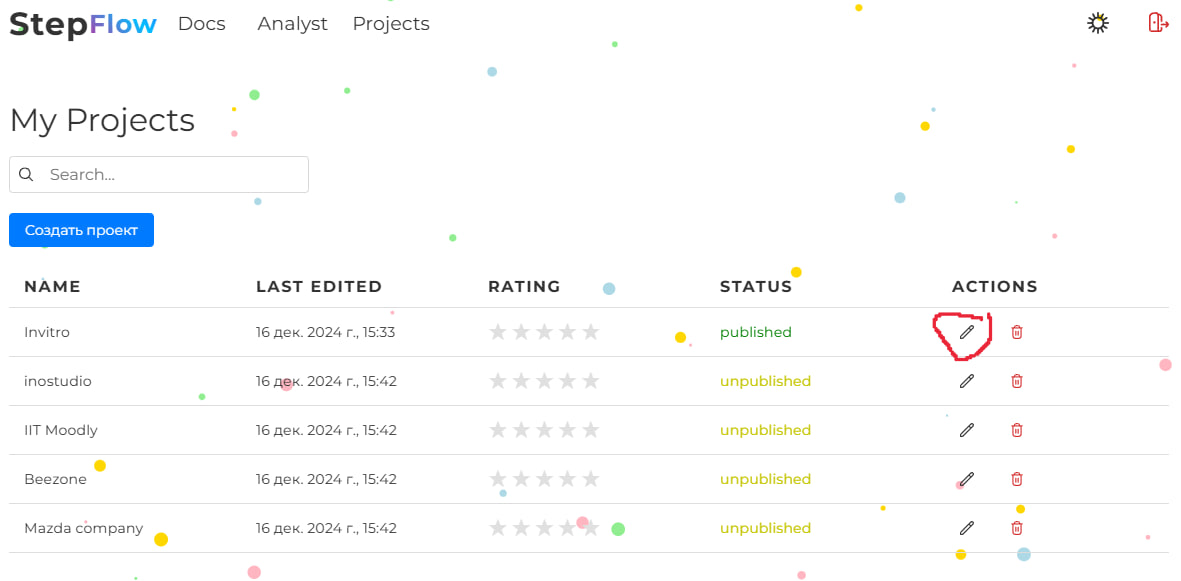 StepFlow Docs Analyst Projects
My Projects
Search...
Создать проект
NAME LAST EDITED RATING STATUS ACTIONS
Invitro 16 дек. 2024 г., 15:33 published
inostudio 16 дек. 2024 г., 15:42 unpublished
IIT Moodly 16 дек. 2024 г., 15:42 unpublished
Beezone 16 дек. 2024 г., 15:42 unpublished
Mazda company 16 дек. 2024 г., 15:42 unpublished